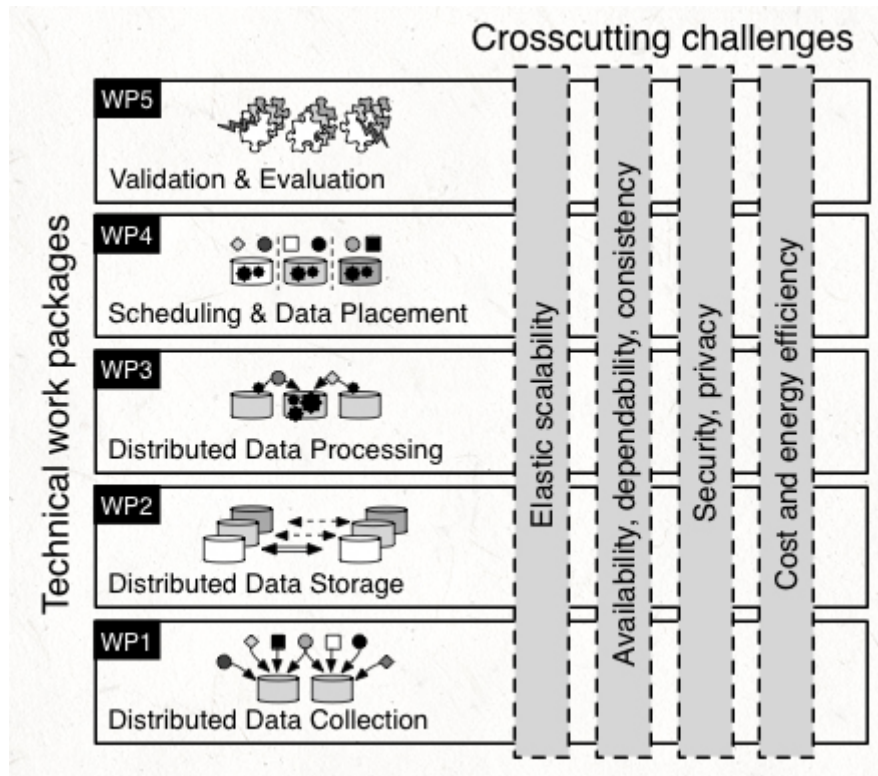 Crosscutting challenges
Technical work packages
WP5
Validation & Evaluation
WP4
Scheduling & Data Placement
WP3
Distributed Data Processing
WP2
Distributed Data Storage
WP1
Distributed Data Collection
Elastic scalability
Availability, dependability, consistency
Security, privacy
Cost and energy efficiency